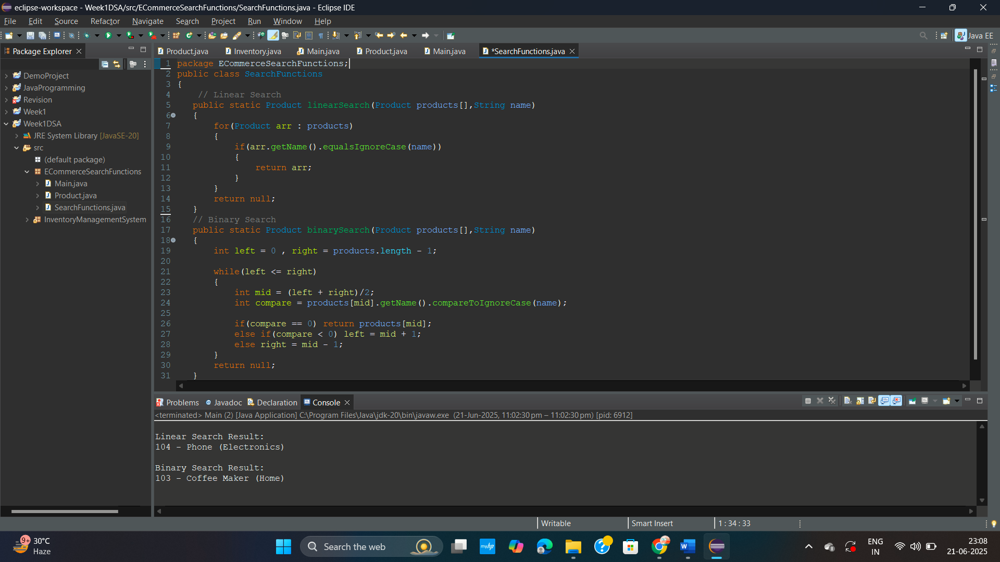 eclipse-workspace - Week1DSA/src/ECommerceSearchFunctions/SearchFunctions.java - Eclipse IDE
File Edit Source Refactor Navigate Search Project Run Window Help
Java EE
Package Explorer
Product.java Inventory.java Main.java Product.java Main.java *SearchFunctions.java
DemoProject
JavaProgramming
Revision
Week1
Week1DSA
JRE System Library [JavaSE-20]
src
(default package)
ECommerceSearchFunctions
Main.java
Product.java
SearchFunctions.java
InventoryManagementSystem
1 package ECommerceSearchFunctions;
2 public class SearchFunctions
3 {
4 // Linear Search
5 public static Product linearSearch(Product products[],String name)
6 {
7 for(Product arr : products)
8 {
9 if(arr.getName().equalsIgnoreCase(name))
10 {
11 return arr;
12 }
13 }
14 return null;
15 }
16 // Binary Search
17 public static Product binarySearch(Product products[],String name)
18 {
19 int left = 0 , right = products.length - 1;
20
21 while(left <= right)
22 {
23 int mid = (left + right)/2;
24 int compare = products[mid].getName().compareToIgnoreCase(name);
25
26 if(compare == 0) return products[mid];
27 else if(compare < 0) left = mid + 1;
28 else right = mid - 1;
29 }
30 return null;
31 }
Problems Javadoc Declaration Console
<terminated> Main (2) [Java Application] C:\Program Files\Java\jdk-20\bin\javaw.exe (21-Jun-2025, 11:02:30 pm – 11:02:30 pm) [pid: 6912]
Linear Search Result:
104 - Phone (Electronics)
Binary Search Result:
103 - Coffee Maker (Home)
Writable Smart Insert 1 : 34 : 33
9+ 30°C
Haze
Search the web
myhp
ENG
IN
23:08
21-06-2025